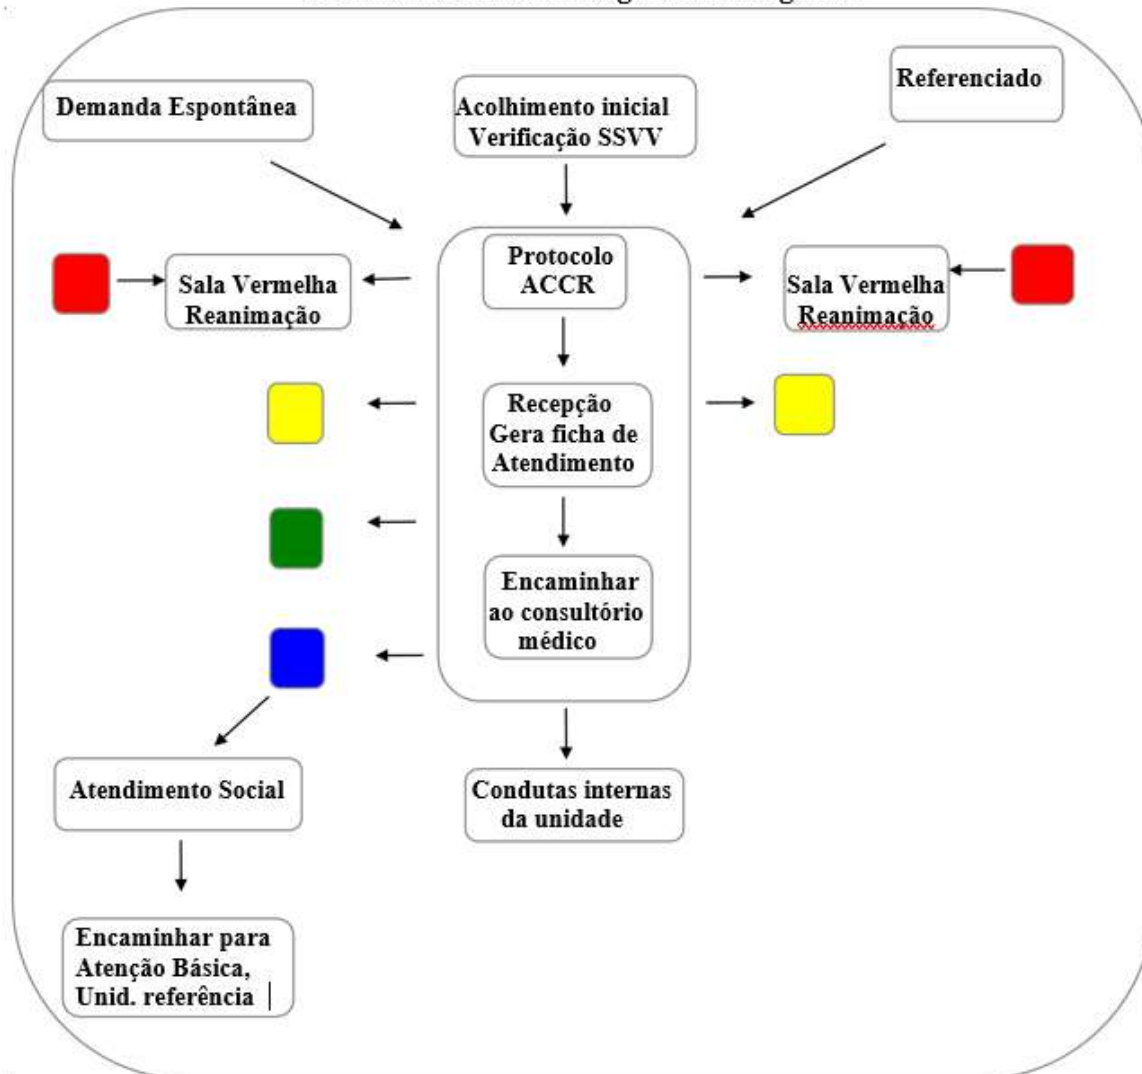 Demanda Espontânea
Acolhimento inicial
Verificação SSVV
Referenciado
Protocolo
ACCR
Sala Vermelha
Reanimação
Sala Vermelha
Reanimação
Recepção
Gera ficha de
Atendimento
Encaminhar
ao consultório
médico
Atendimento Social
Condutas internas
da unidade
Encaminhar para
Atenção Básica,
Unid. referência